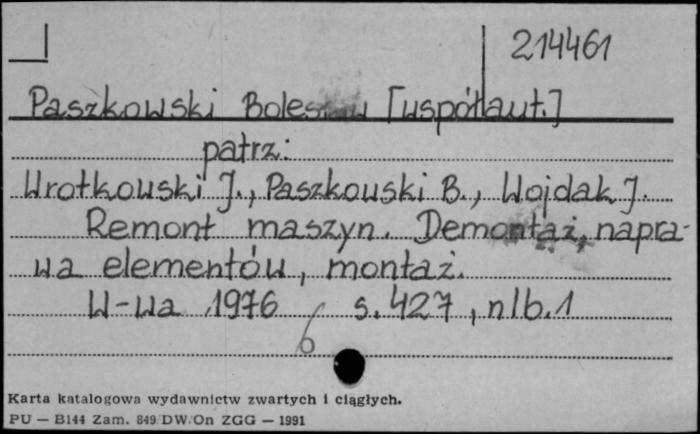 214461
Paszkowski Bolesław [współaut.]
patrz:
Wrotkowski J., Paszkowski B., Wojdak J.
Remont maszyn. Demontaż, napra-
wa elementów, montaż.
W-wa 1976 s. 427, nlb. 1
6
Karta katalogowa wydawnictw zwartych i ciągłych.
PU — B144 Zam. 849/DW/On ZGG — 1991